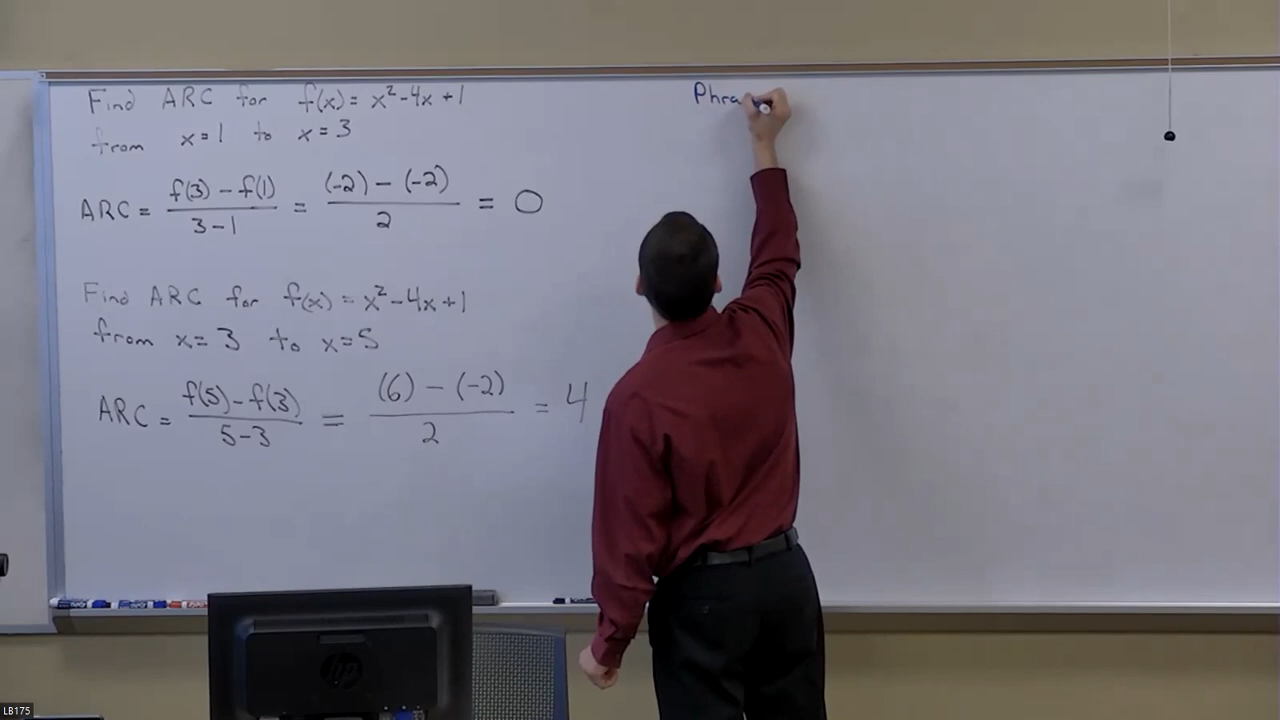 Find ARC for f(x) = x² - 4x + 1
from x = 1 to x = 3
ARC = f(3) - f(1) / 3 - 1 = (-2) - (-2) / 2 = 0
Find ARC for f(x) = x² - 4x + 1
from x = 3 to x = 5
ARC = f(5) - f(3) / 5 - 3 = (6) - (-2) / 2 = 4
Phra
hp
LB175